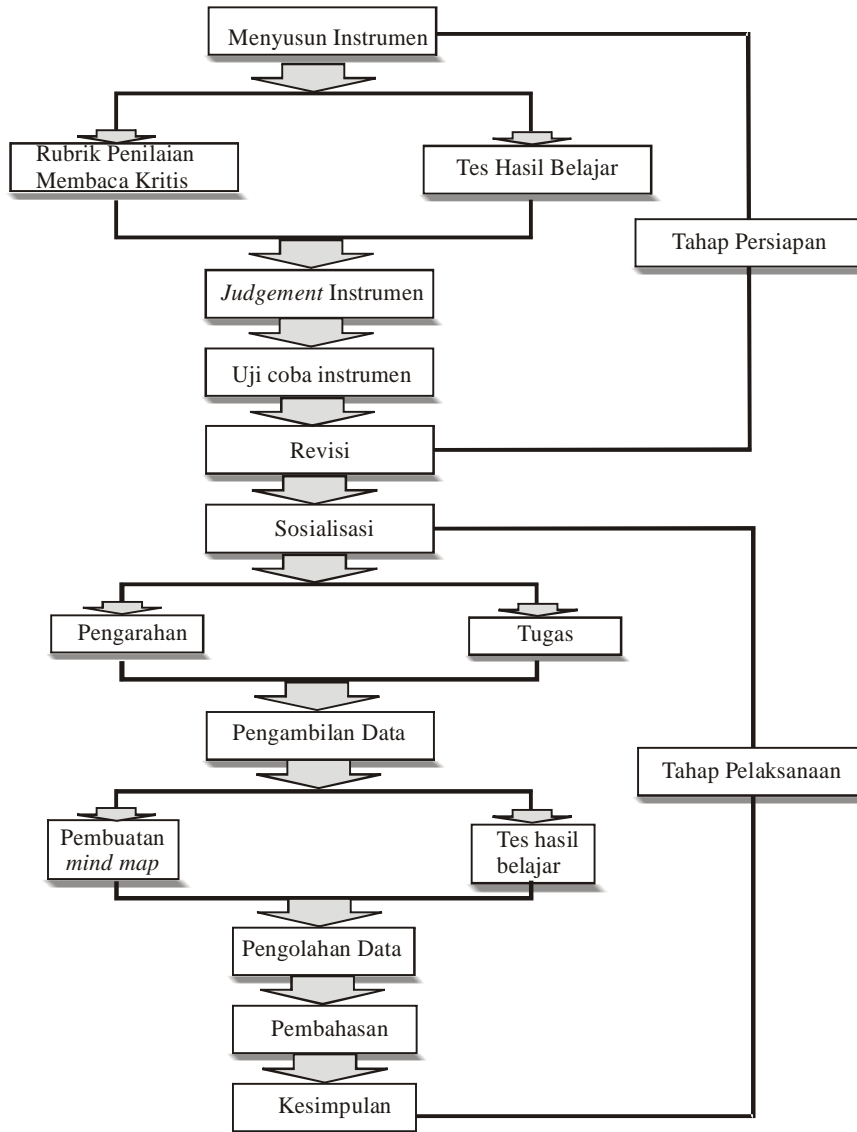 Menyusun Instrumen
Rubrik Penilaian
Membaca Kritis
Tes Hasil Belajar
Tahap Persiapan
Judgement Instrumen
Uji coba instrumen
Revisi
Sosialisasi
Pengarahan
Tugas
Pengambilan Data
Tahap Pelaksanaan
Pembuatan
mind map
Tes hasil
belajar
Pengolahan Data
Pembahasan
Kesimpulan